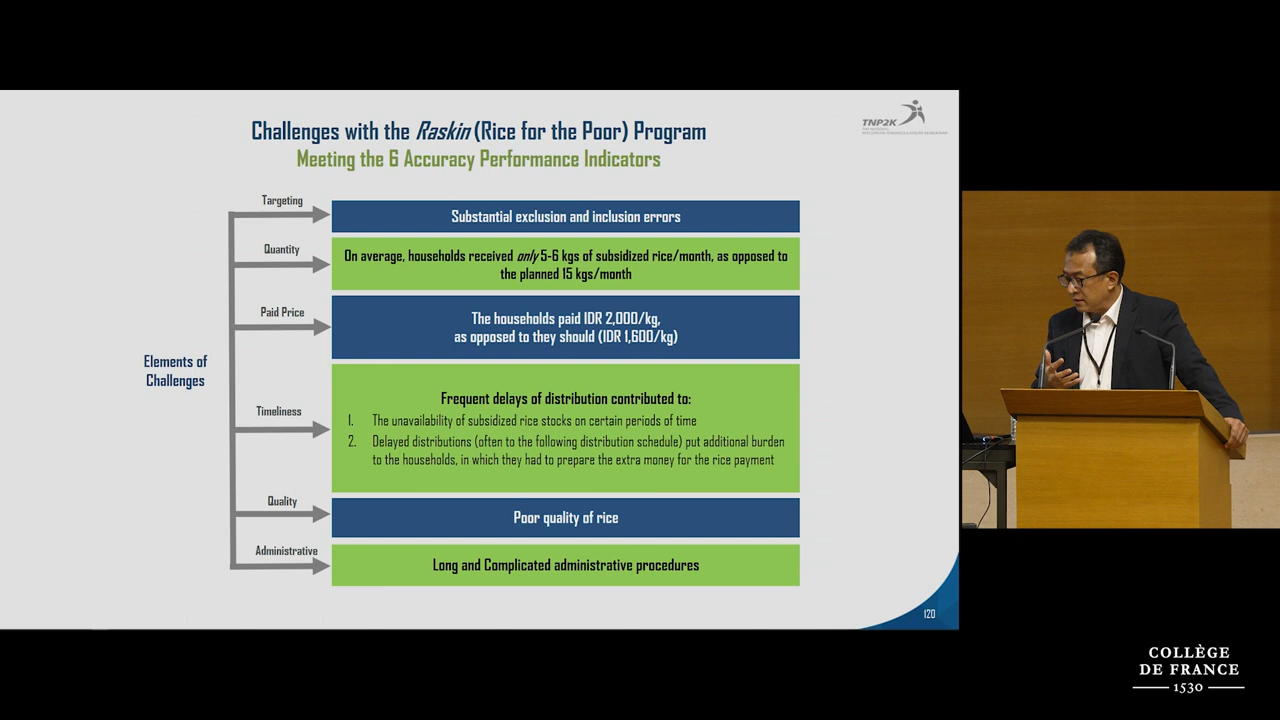 Challenges with the Raskin (Rice for the Poor) Program
Meeting the 6 Accuracy Performance Indicators
TNP2K
Elements of
Challenges
Targeting
Substantial exclusion and inclusion errors
Quantity
On average, households received only 5-6 kgs of subsidized rice/month, as opposed to
the planned 15 kgs/month
Paid Price
The households paid IDR 2,000/kg,
as opposed to they should (IDR 1,600/kg)
Timeliness
Frequent delays of distribution contributed to:
1. The unavailability of subsidized rice stocks on certain periods of time
2. Delayed distributions (often to the following distribution schedule) put additional burden
to the households, in which they had to prepare the extra money for the rice payment
Quality
Poor quality of rice
Administrative
Long and Complicated administrative procedures
120
COLLÈGE
DE FRANCE
1530